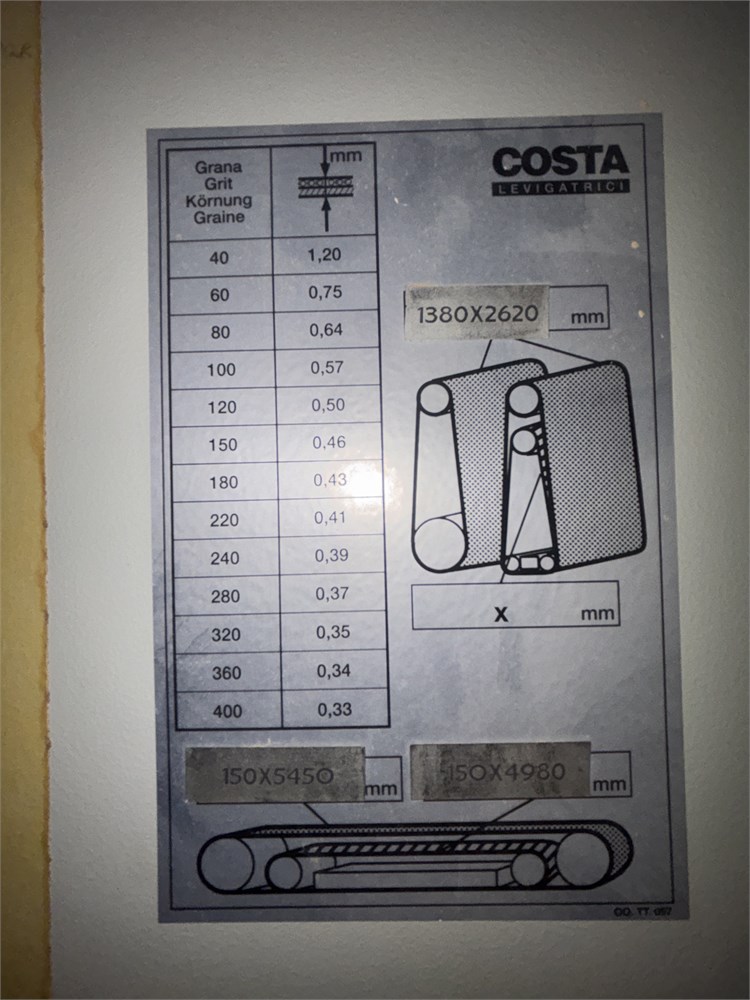 Grana
Grit
Körnung
Graine
mm
40 1,20
60 0,75
80 0,64
100 0,57
120 0,50
150 0,46
180 0,43
220 0,41
240 0,39
280 0,37
320 0,35
360 0,34
400 0,33
COSTA
LEVIGATRICI
1380X2620 mm
X mm
150X5450 mm
150X4980 mm